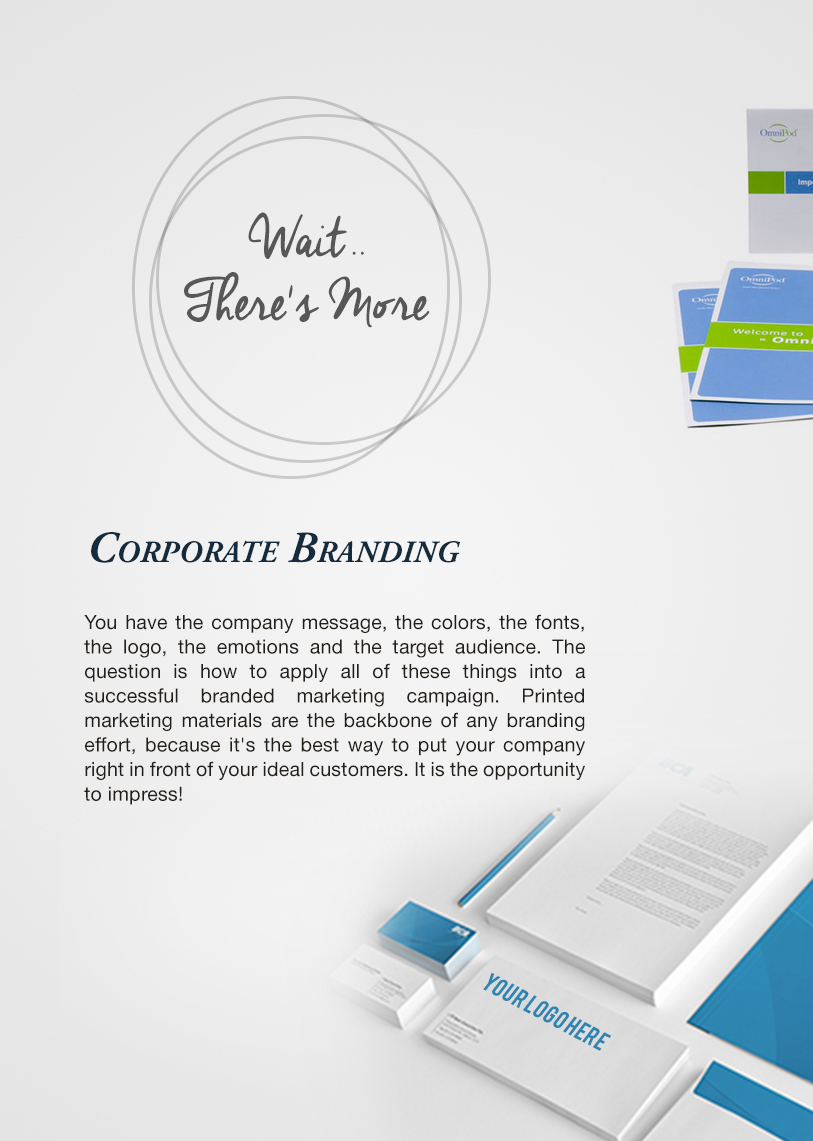 Wait..
There's More
OmniPod
OmniPod
Welcome to
CORPORATE BRANDING
You have the company message, the colors, the fonts,
the logo, the emotions and the target audience. The
question is how to apply all of these things into a
successful branded marketing campaign. Printed
marketing materials are the backbone of any branding
effort, because it's the best way to put your company
right in front of your ideal customers. It is the opportunity
to impress!
YOUR LOGO HERE